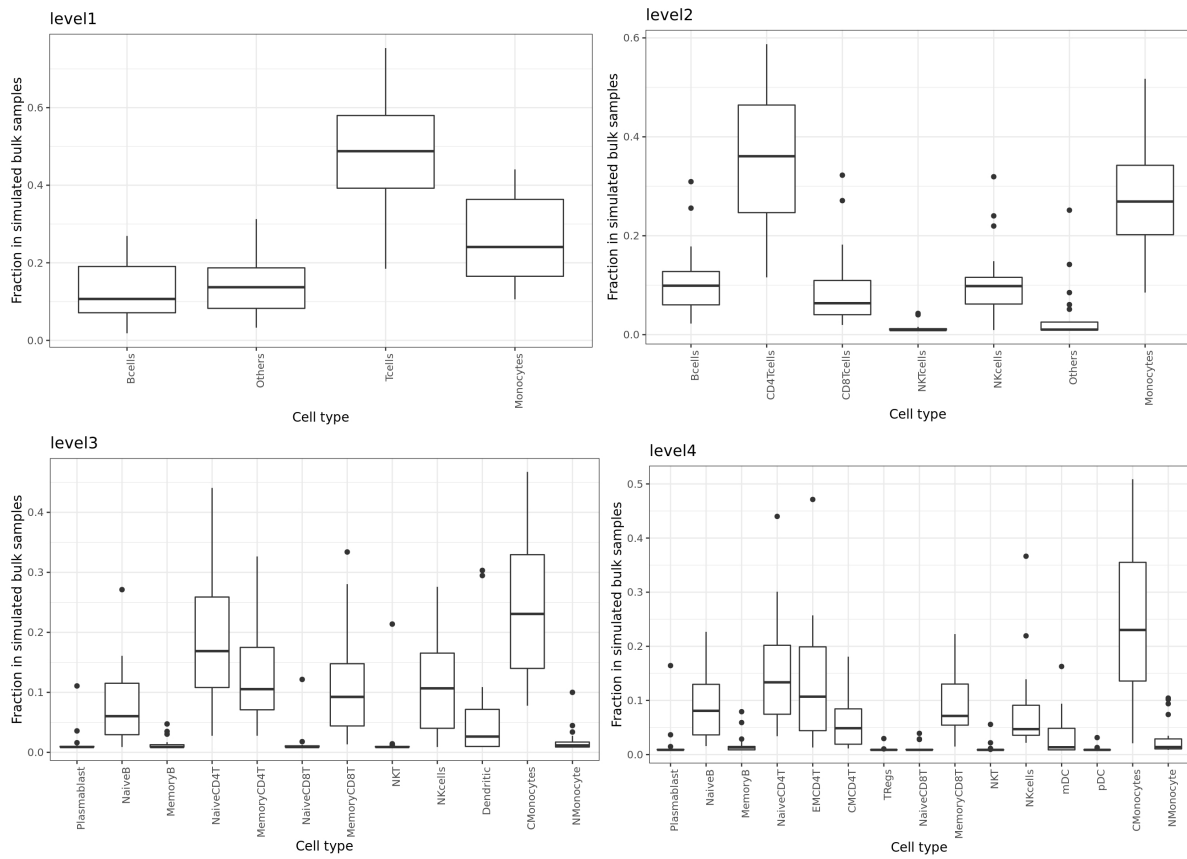 level1
Fraction in simulated bulk samples
0.6
0.4
0.2
0.0
Bcells
Others
Tcells
Monocytes
Cell type
level2
Fraction in simulated bulk samples
0.6
0.4
0.2
0.0
Bcells
CD4Tcells
CD8Tcells
NKTcells
NKcells
Others
Monocytes
Cell type
level3
Fraction in simulated bulk samples
0.4
0.3
0.2
0.1
0.0
Plasmablast
NaiveB
MemoryB
NaiveCD4T
MemoryCD4T
NaiveCD8T
MemoryCD8T
NKT
NKcells
Dendritic
CMonocytes
NMonocyte
Cell type
level4
Fraction in simulated bulk samples
0.5
0.4
0.3
0.2
0.1
0.0
Plasmablast
NaiveB
MemoryB
NaiveCD4T
EMCD4T
CMCD4T
TRegs
NaiveCD8T
MemoryCD8T
NKT
NKcells
mDC
pDC
CMonocytes
NMonocyte
Cell type